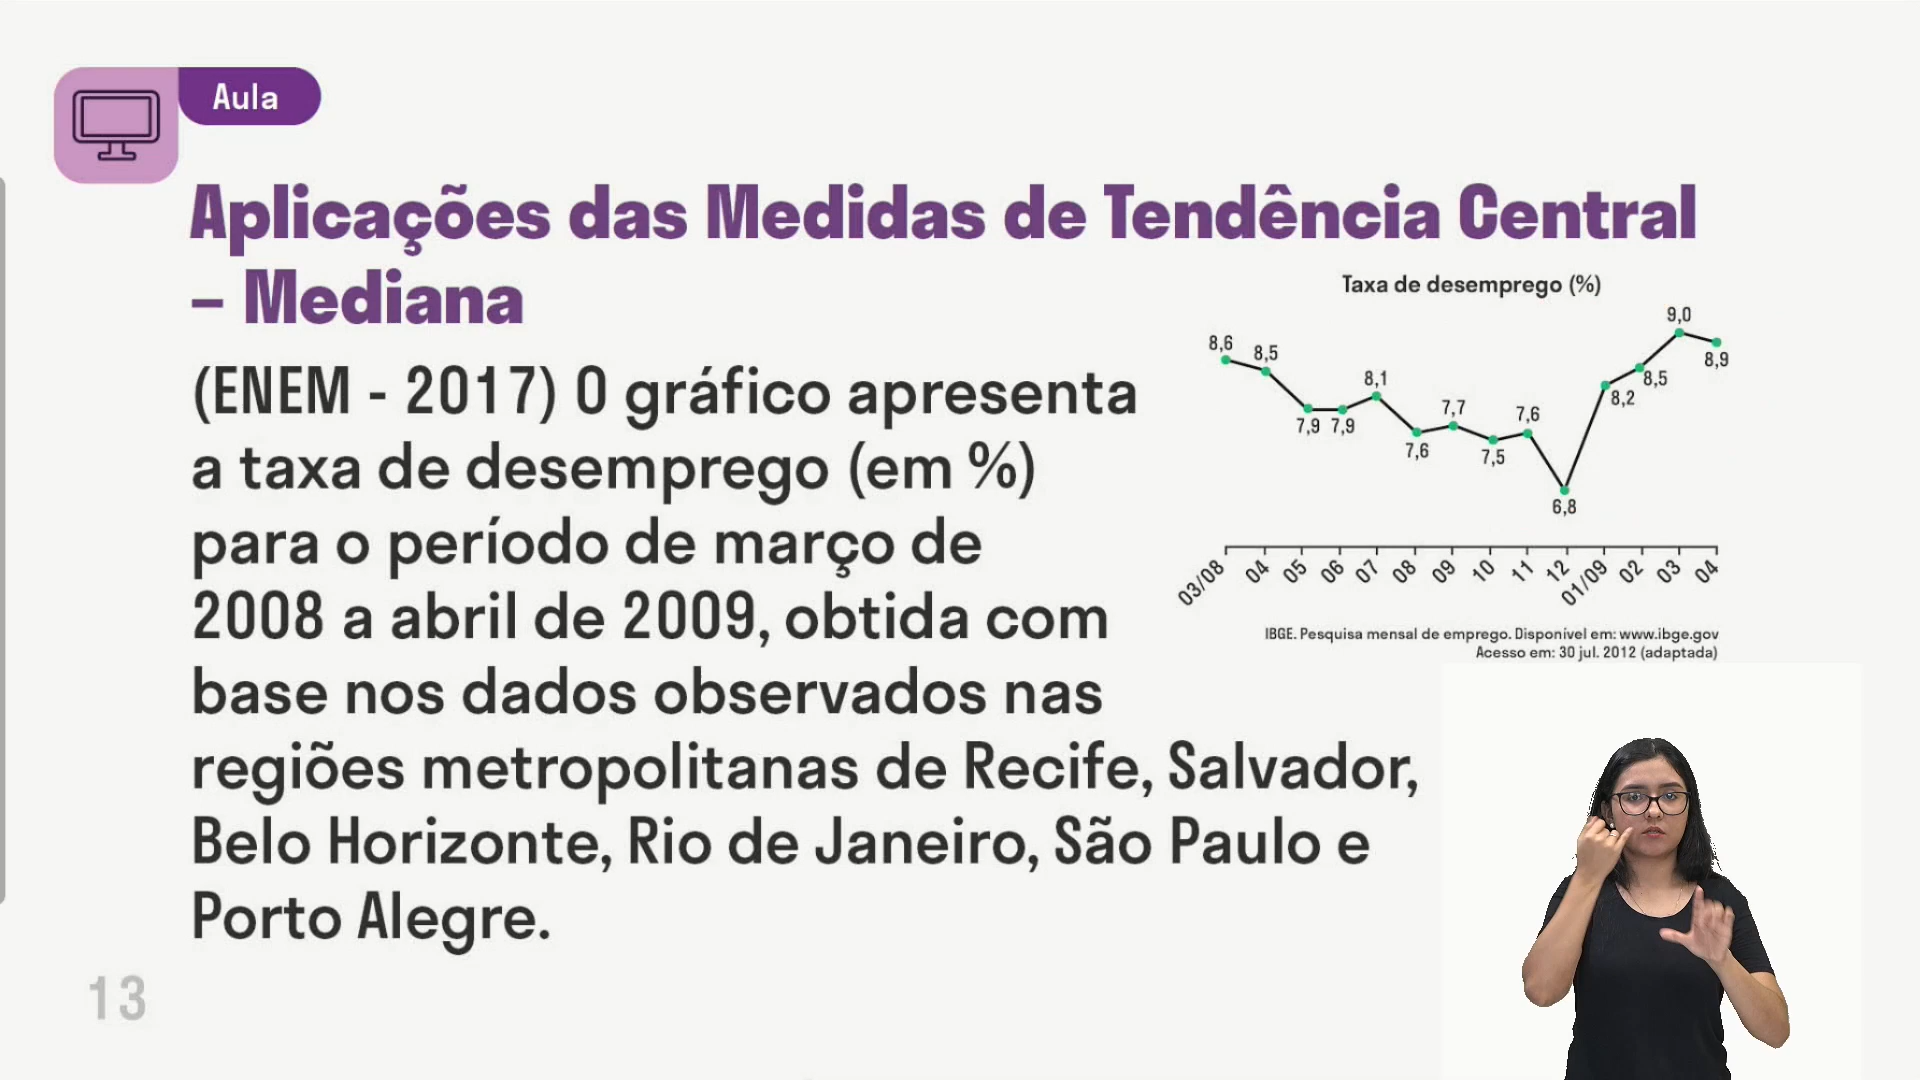 Aula
Aplicações das Medidas de Tendência Central
– Mediana
(ENEM - 2017) O gráfico apresenta
a taxa de desemprego (em %)
para o período de março de
2008 a abril de 2009, obtida com
base nos dados observados nas
regiões metropolitanas de Recife, Salvador,
Belo Horizonte, Rio de Janeiro, São Paulo e
Porto Alegre.
Taxa de desemprego (%)
8,6
8,5
7,9
7,9
8,1
7,6
7,7
7,5
7,6
6,8
8,2
8,5
9,0
8,9
03/08 04 05 06 07 08 09 10 11 12 01/09 02 03 04
IBGE. Pesquisa mensal de emprego. Disponível em: www.ibge.gov
Acesso em: 30 jul. 2012 (adaptada)
13